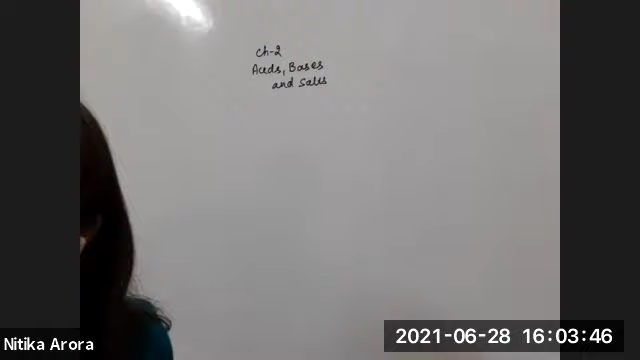 Ch-2
Acids, Bases
and Salts
Nitika Arora
2021-06-28 16:03:46